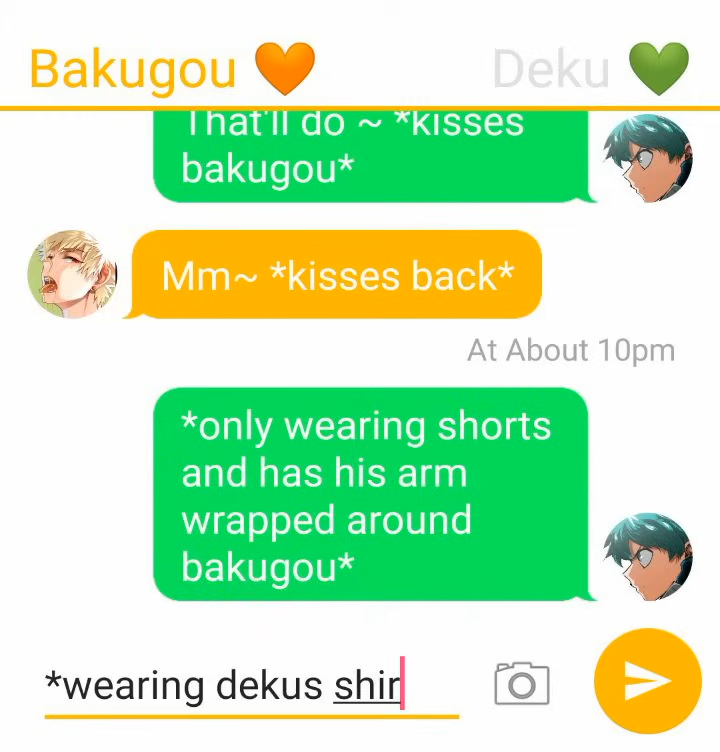 Bakugou 🧡 Deku 💚
That'll do ~ *kisses
bakugou*
Mm~ *kisses back*
At About 10pm
*only wearing shorts
and has his arm
wrapped around
bakugou*
*wearing dekus shir